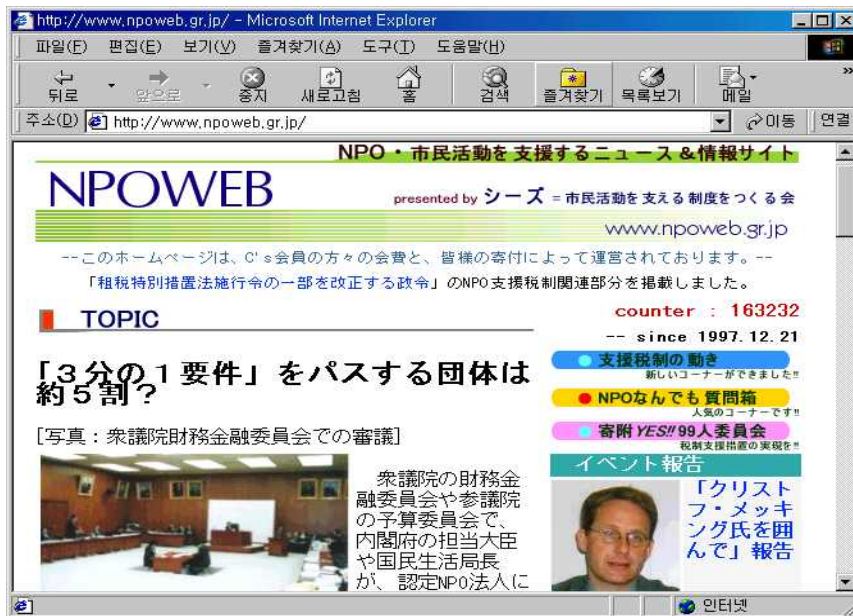 http://www.npoweb.gr.jp/ - Microsoft Internet Explorer
파일(F) 편집(E) 보기(V) 즐겨찾기(A) 도구(T) 도움말(H)
뒤로 앞으로 중지 새로고침 홈 검색 즐겨찾기 목록보기 메일 »
주소(D) http://www.npoweb.gr.jp/ 이동 연결
NPO・市民活動を支援するニュース&情報サイト
NPOWEB
presented by シーズ = 市民活動を支える制度をつくる会
www.npoweb.gr.jp
--このホームページは、C's会員の方々の会費と、皆様の寄付によって運営されております。--
「租税特別措置法施行令の一部を改正する政令」のNPO支援税制関連部分を掲載しました。
TOPIC
counter : 163232
-- since 1997.12.21
「3分の1要件」をパスする団体は
約5割?
[写真：衆議院財務金融委員会での審議]
衆議院の財務金
融委員会や参議院
の予算委員会で、
内閣府の担当大臣
や国民生活局長
が、認定NPO法人に
支援税制の動き
新しいコーナーができました!!
NPOなんでも質問箱
人気のコーナーです!!
寄附YES!!99人委員会
税制支援措置の実現を!!
イベント報告
「クリスト
フ・メッキ
ング氏を囲
んで」報告
인터넷